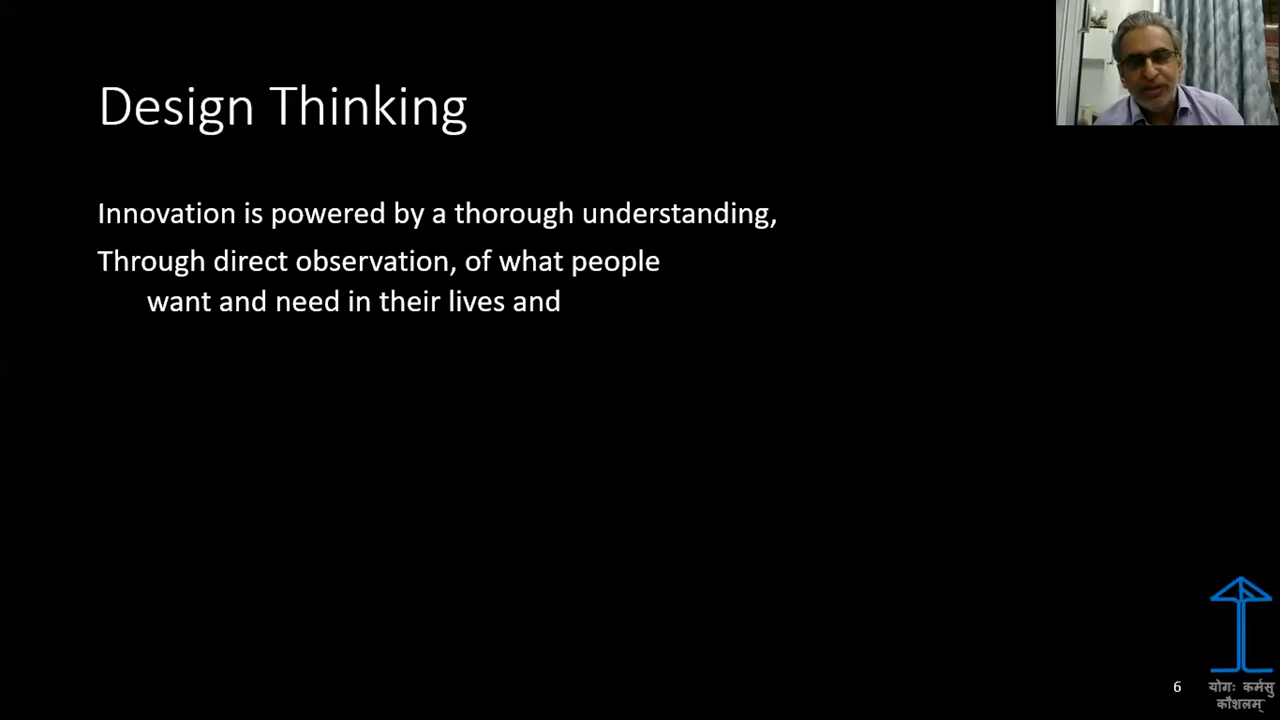 Design Thinking
Innovation is powered by a thorough understanding,
Through direct observation, of what people
want and need in their lives and
6
योगः कर्मसु
कौशलम्